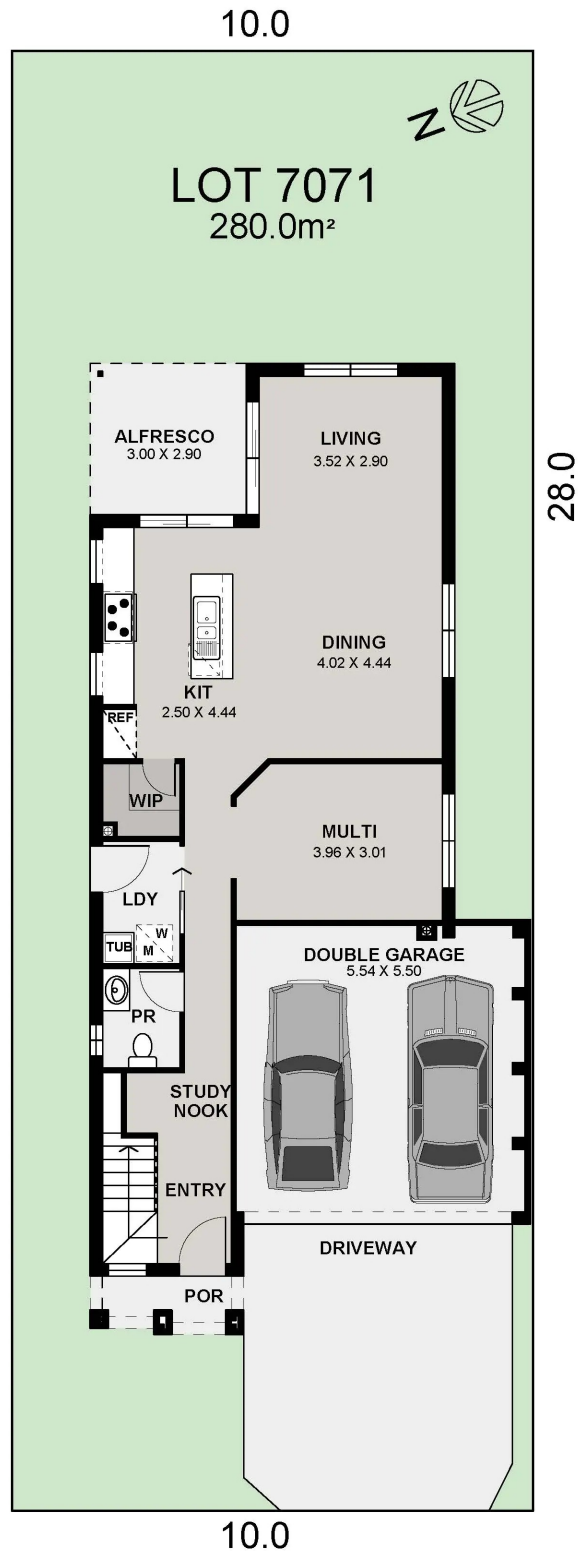 10.0
N
LOT 7071
280.0m²
28.0
ALFRESCO
3.00 X 2.90
LIVING
3.52 X 2.90
DINING
4.02 X 4.44
KIT
2.50 X 4.44
REF
WIP
MULTI
3.96 X 3.01
LDY
TUB
W
M
DOUBLE GARAGE
5.54 X 5.50
PR
STUDY
NOOK
ENTRY
DRIVEWAY
POR
10.0